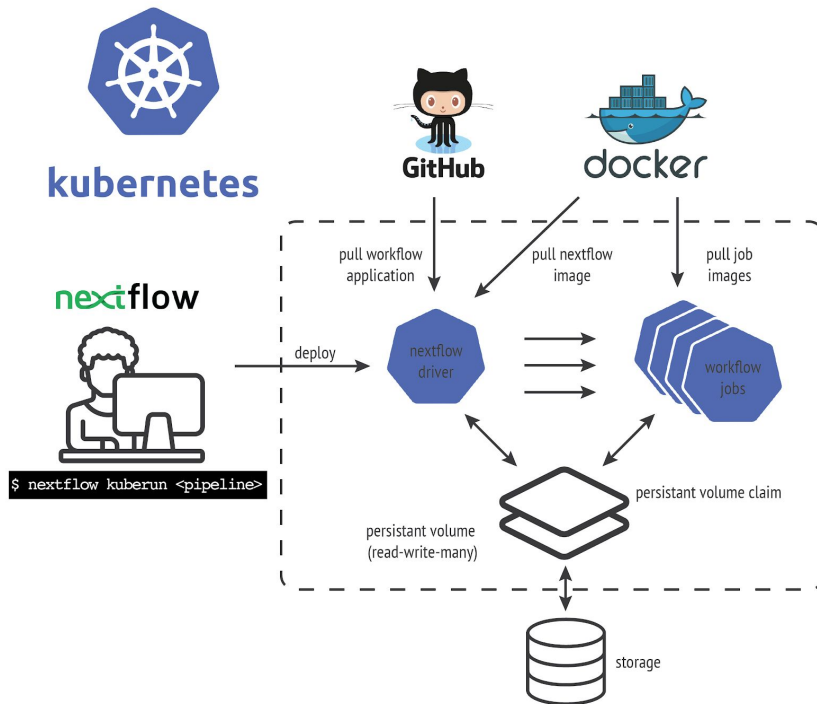 kubernetes
GitHub
docker
pull workflow
application
pull nextflow
image
pull job
images
nextflow
deploy
nextflow
driver
workflow
jobs
$ nextflow kuberun <pipeline>
persistant volume claim
persistant volume
(read-write-many)
storage